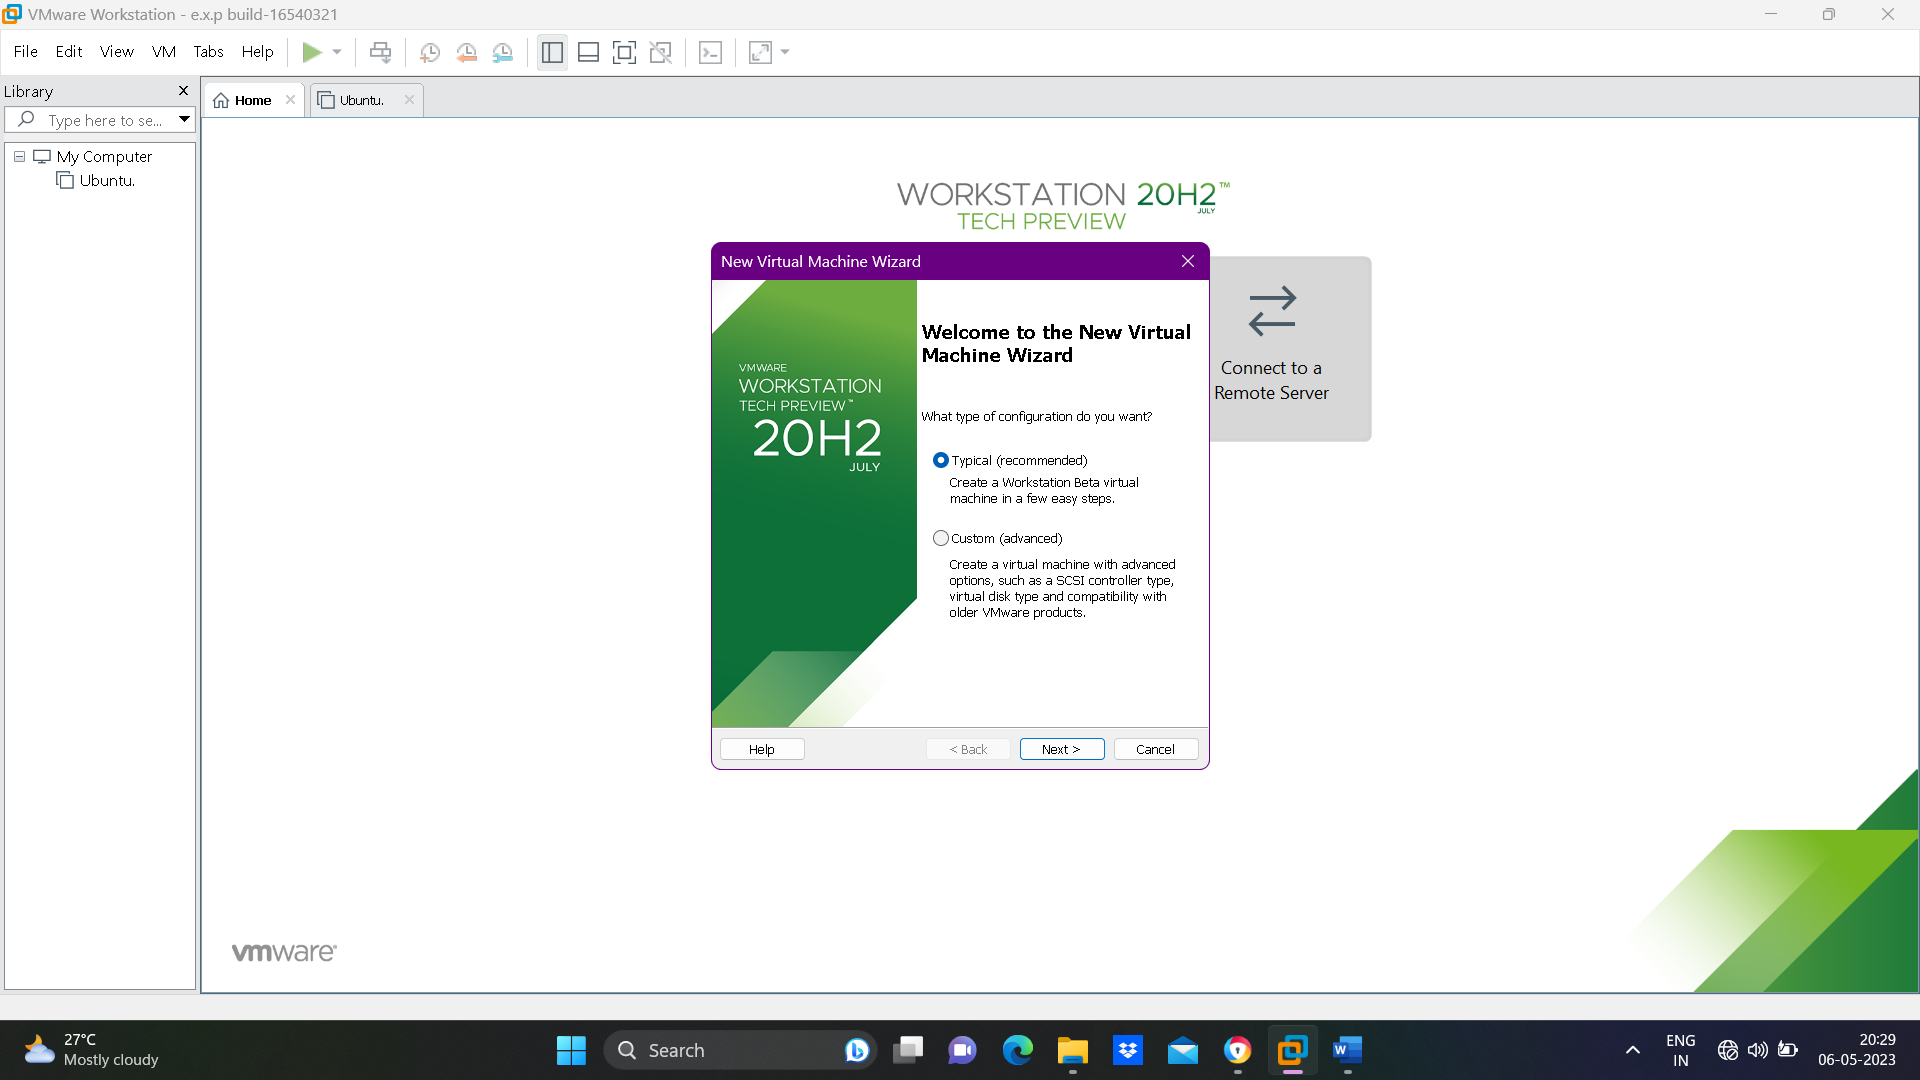 VMware Workstation - e.x.p build-16540321
File Edit View VM Tabs Help
Library
Type here to se...
My Computer
Ubuntu.
Home
Ubuntu.
WORKSTATION 20H2™
JULY
TECH PREVIEW
New Virtual Machine Wizard
VMWARE
WORKSTATION
TECH PREVIEW™
20H2
JULY
Welcome to the New Virtual
Machine Wizard
What type of configuration do you want?
Typical (recommended)
Create a Workstation Beta virtual
machine in a few easy steps.
Custom (advanced)
Create a virtual machine with advanced
options, such as a SCSI controller type,
virtual disk type and compatibility with
older VMware products.
Help < Back Next > Cancel
Connect to a
Remote Server
vmware®
27°C
Mostly cloudy
Search
ENG
IN
20:29
06-05-2023